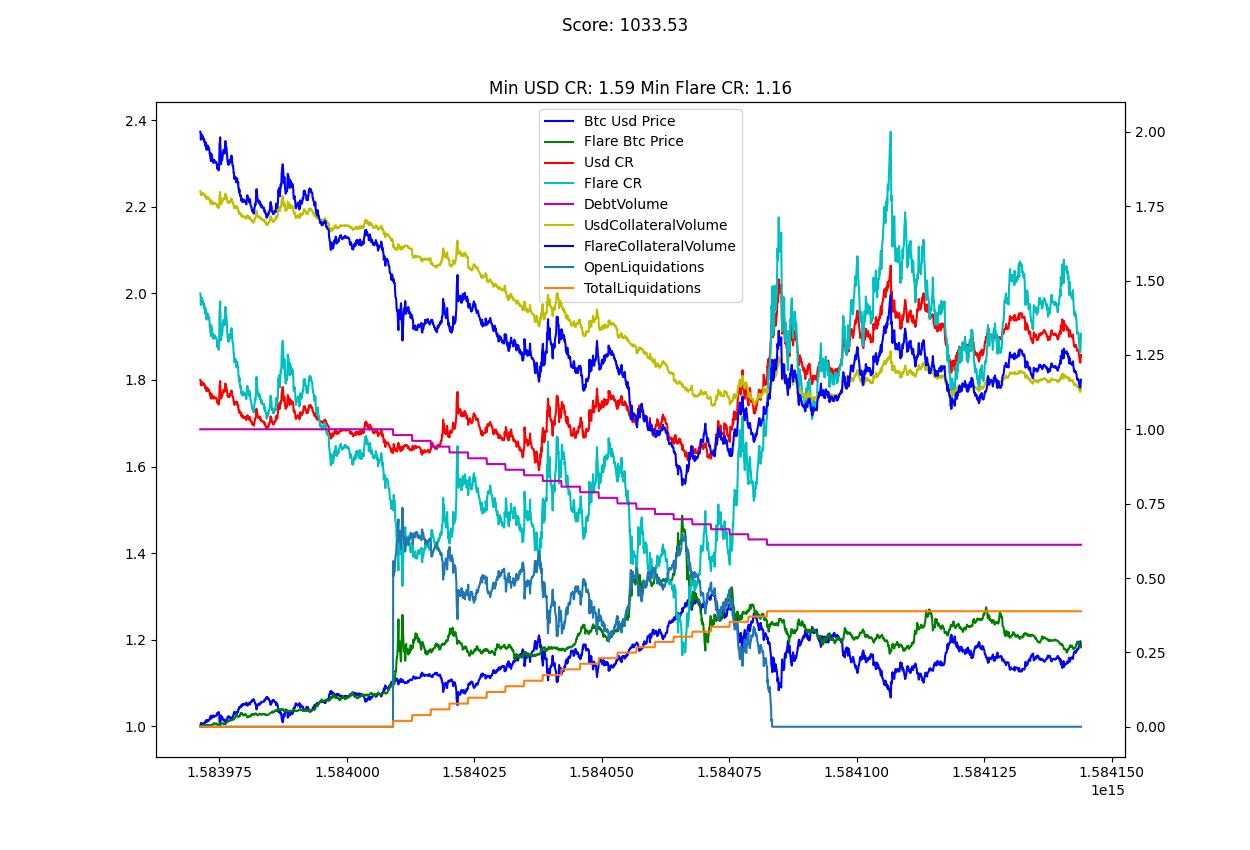 Score: 1033.53
Min USD CR: 1.59 Min Flare CR: 1.16
2.4
2.2
2.0
1.8
1.6
1.4
1.2
1.0
Btc Usd Price
Flare Btc Price
Usd CR
Flare CR
DebtVolume
UsdCollateralVolume
FlareCollateralVolume
OpenLiquidations
TotalLiquidations
2.00
1.75
1.50
1.25
1.00
0.75
0.50
0.25
0.00
1.583975 1.584000 1.584025 1.584050 1.584075 1.584100 1.584125 1.584150
1e15